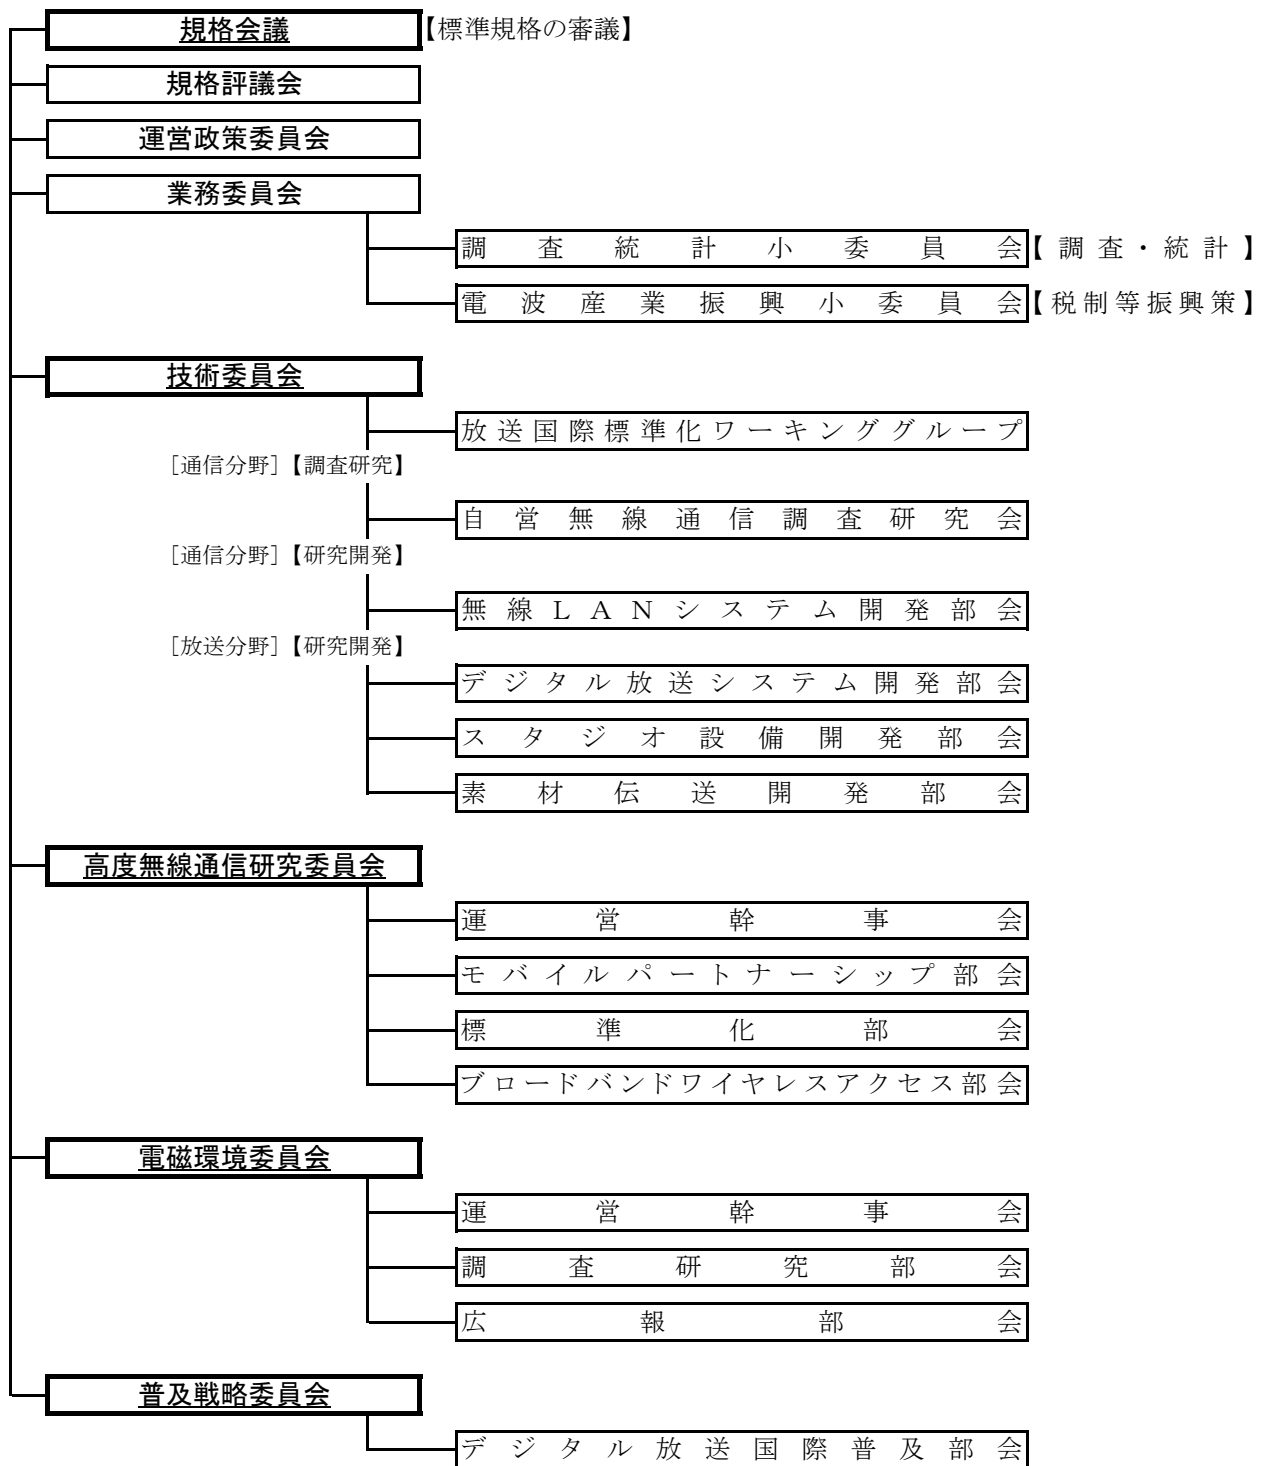 規格会議【標準規格の審議】
規格評議会
運営政策委員会
業務委員会
調査統計小委員会【調査・統計】
電波産業振興小委員会【税制等振興策】
技術委員会
放送国際標準化ワーキンググループ
［通信分野］【調査研究】
自営無線通信調査研究会
［通信分野］【研究開発】
無線LANシステム開発部会
［放送分野］【研究開発】
デジタル放送システム開発部会
スタジオ設備開発部会
素材伝送開発部会
高度無線通信研究委員会
運営幹事会
モバイルパートナーシップ部会
標準化部会
ブロードバンドワイヤレスアクセス部会
電磁環境委員会
運営幹事会
調査研究部会
広報部会
普及戦略委員会
デジタル放送国際普及部会